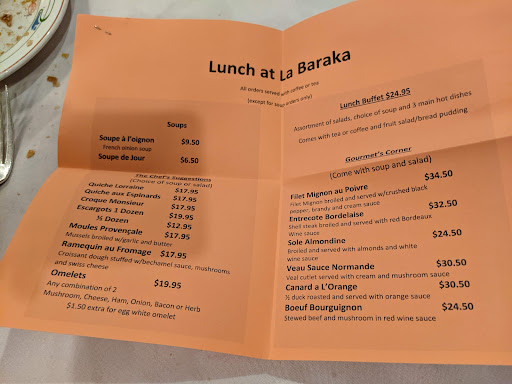 Lunch at La Baraka
All orders served with coffee or tea
(except for soup orders only)
Soups
Soupe à l'oignon $9.50
French onion soup
Soupe de Jour $6.50
The Chef's Suggestions
(Choice of soup or salad)
Quiche Lorraine $17.95
Quiche aux Esploards $17.95
Croque Monsieur $17.95
Escargots 1 Dozen $19.95
½ Dozen $12.95
Moules Provençale $17.95
Mussels broiled w/garlic and butter
Ramequin au Fromage $17.95
Croissant dough stuffed w/bechamel sauce, mushrooms
and swiss cheese
Omelets $19.95
Any combination of 2
Mushroom, Cheese, Ham, Onion, Bacon or Herb
$1.50 extra for egg white omelet
Lunch Buffet $24.95
Assortment of salads, choice of soup and 3 main hot dishes
Comes with tea or coffee and fruit salad/bread pudding
Gourmet's Corner
(Come with soup and salad)
Filet Mignon au Poivre $34.50
Filet Mignon broiled and served w/crushed black
pepper, brandy and cream sauce
Entrecote Bordelaise $32.50
Shell steak broiled and served with red Bordeaux
Wine sauce
Sole Almondine $24.50
Broiled and served with almonds and white
wine sauce
Veau Sauce Normande $30.50
Veal cutlet served with cream and mushroom sauce
Canard a L'Orange $30.50
½ duck roasted and served with orange sauce
Boeuf Bourguignon $24.50
Stewed beef and mushroom in red wine sauce